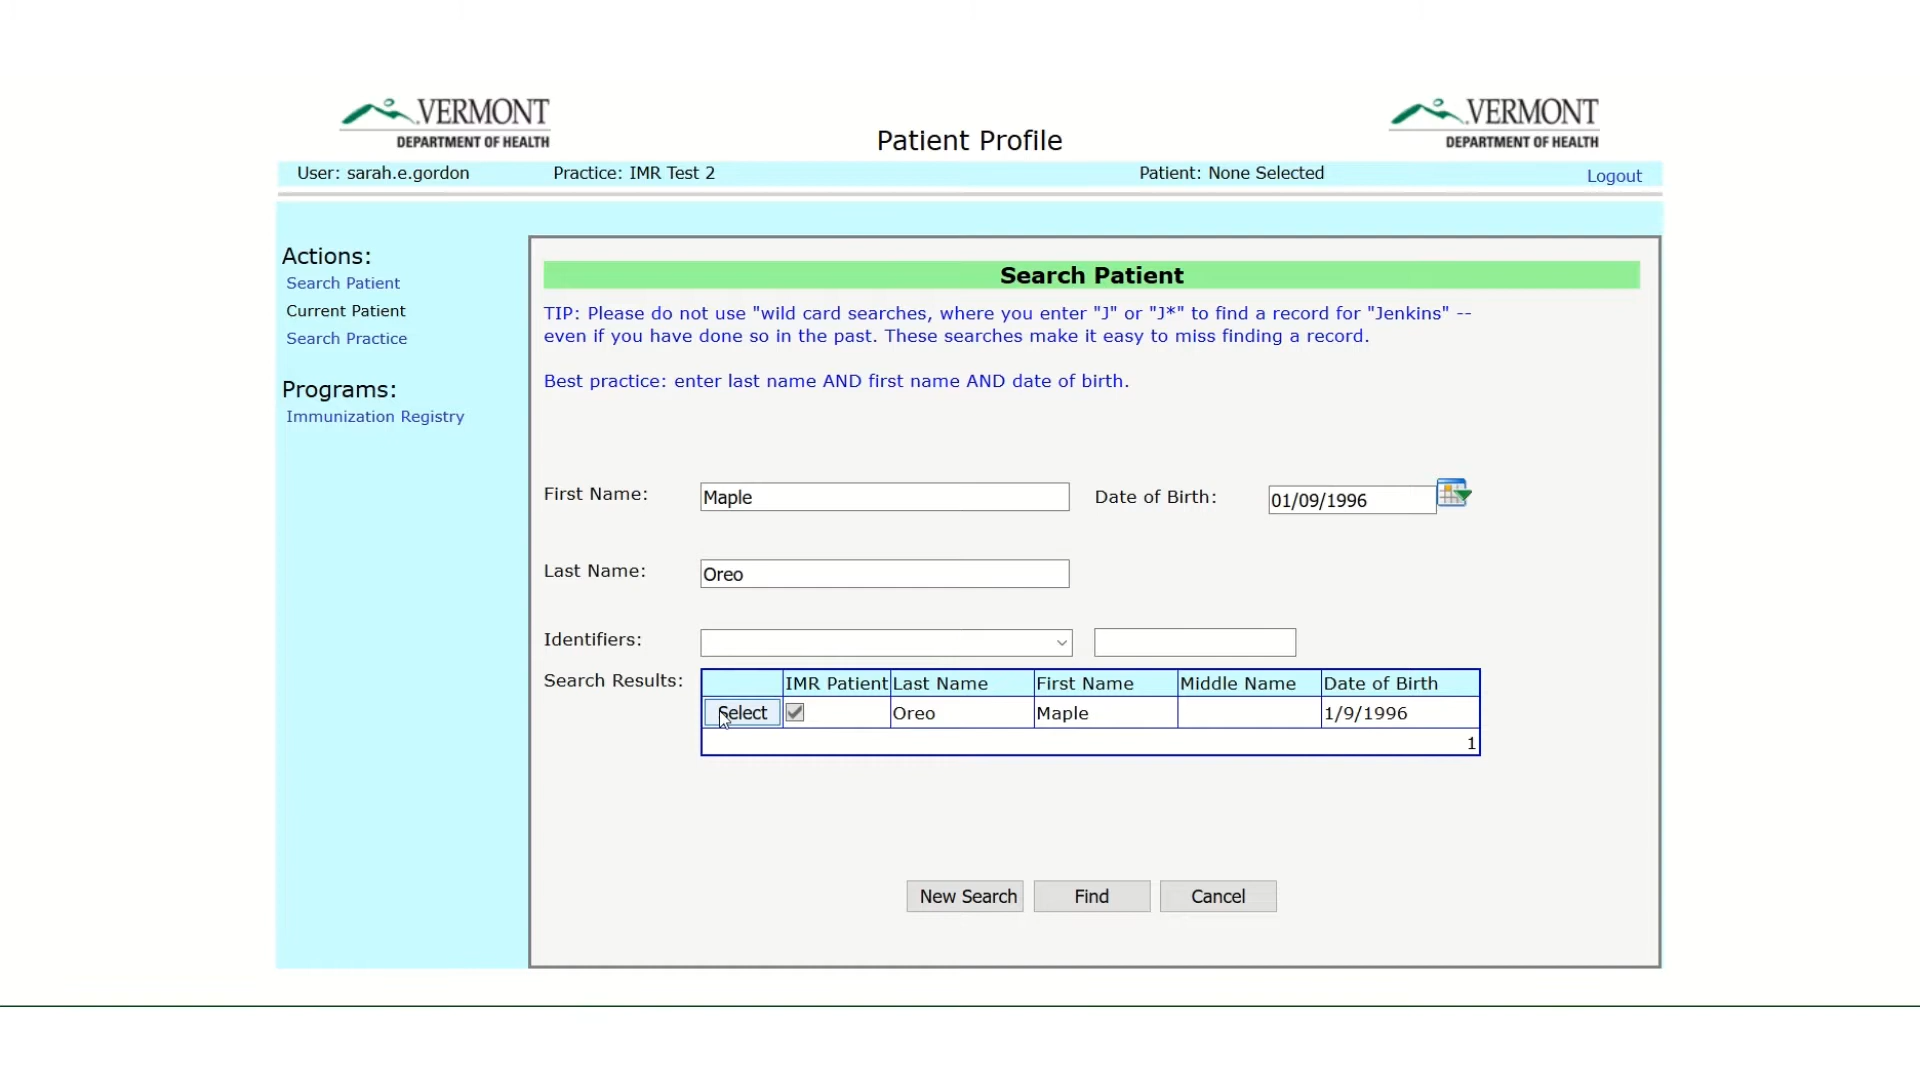 VERMONT
DEPARTMENT OF HEALTH
Patient Profile
VERMONT
DEPARTMENT OF HEALTH
User: sarah.e.gordon Practice: IMR Test 2 Patient: None Selected Logout
Actions:
Search Patient
Current Patient
Search Practice
Programs:
Immunization Registry
Search Patient
TIP: Please do not use "wild card searches, where you enter "J" or "J*" to find a record for "Jenkins" --
even if you have done so in the past. These searches make it easy to miss finding a record.
Best practice: enter last name AND first name AND date of birth.
First Name: Maple Date of Birth: 01/09/1996
Last Name: Oreo
Identifiers:
Search Results:
IMR Patient Last Name First Name Middle Name Date of Birth
Select Oreo Maple 1/9/1996
1
New Search Find Cancel